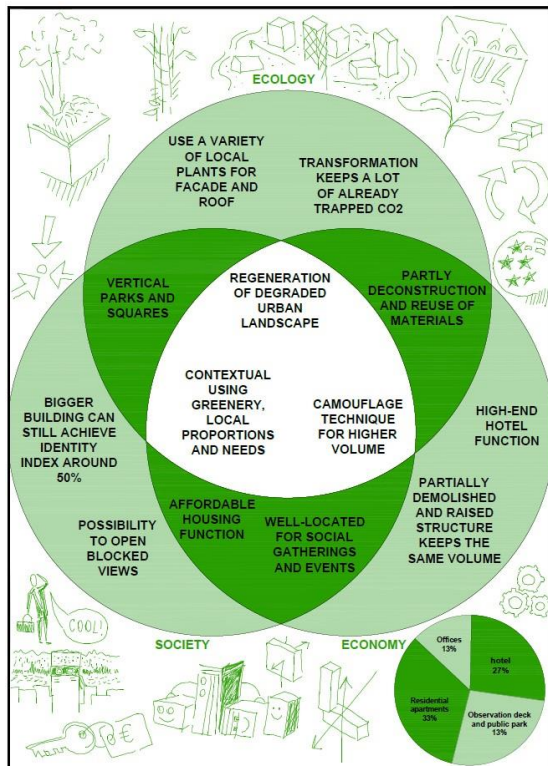 ECOLOGY
USE A VARIETY
OF LOCAL
PLANTS FOR
FACADE AND
ROOF
TRANSFORMATION
KEEPS A LOT
OF ALREADY
TRAPPED CO2
VERTICAL
PARKS AND
SQUARES
REGENERATION
OF DEGRADED
URBAN
LANDSCAPE
PARTLY
DECONSTRUCTION
AND REUSE OF
MATERIALS
BIGGER
BUILDING CAN
STILL ACHIEVE
IDENTITY
INDEX AROUND
50%
CONTEXTUAL
USING
GREENERY,
LOCAL
PROPORTIONS
AND NEEDS
CAMOUFLAGE
TECHNIQUE
FOR HIGHER
VOLUME
HIGH-END
HOTEL
FUNCTION
POSSIBILITY
TO OPEN
BLOCKED
VIEWS
AFFORDABLE
HOUSING
FUNCTION
WELL-LOCATED
FOR SOCIAL
GATHERINGS
AND EVENTS
PARTIALLY
DEMOLISHED
AND RAISED
STRUCTURE
KEEPS THE
SAME VOLUME
COOL!
SOCIETY
ECONOMY
Offices
13%
hotel
27%
Residential
apartments
33%
Observation deck
and public park
13%